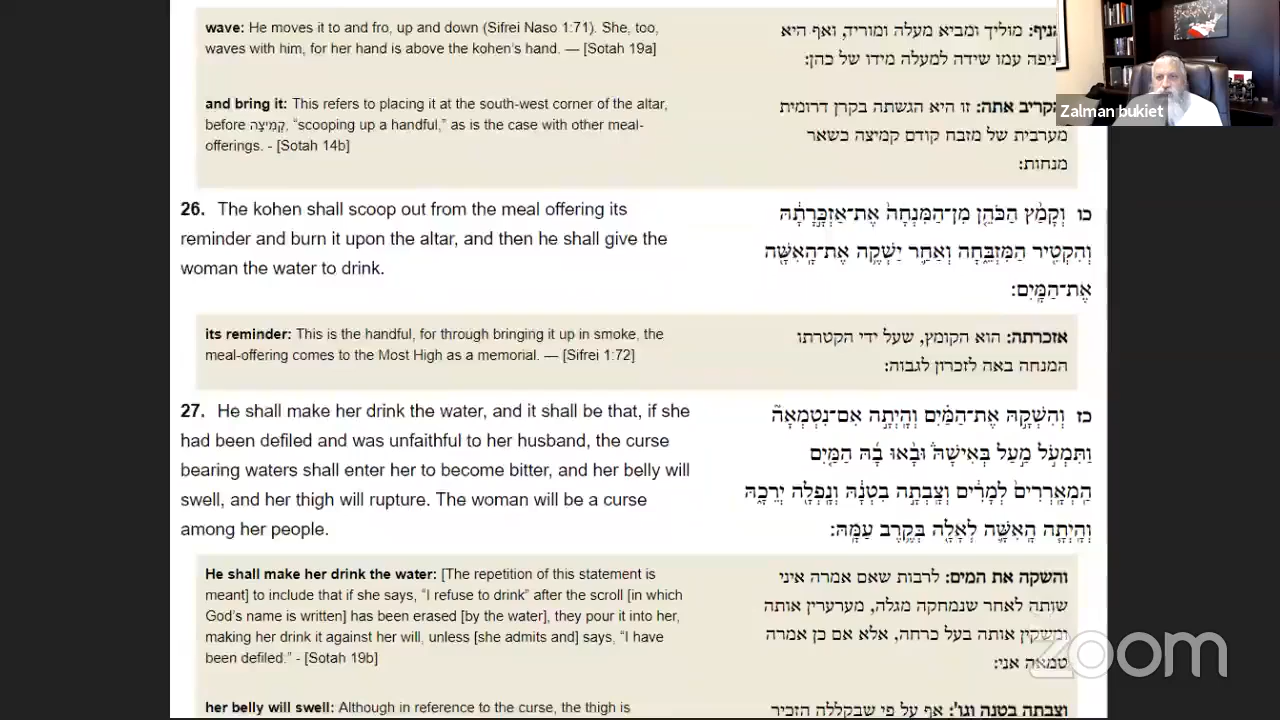 wave: He moves it to and fro, up and down (Sifrei Naso 1:71). She, too,
waves with him, for her hand is above the kohen's hand. — [Sotah 19a]
מוליך ומביא מעלה ומוריד, ואף היא
עמו שידה למעלה מידו של כהן:
and bring it: This refers to placing it at the south-west corner of the altar,
before קְמִיצָה, “scooping up a handful,” as is the case with other meal-
offerings. - [Sotah 14b]
אתה: זו היא הגשתה בקרן דרומית
מערבית של מזבח קודם קמיצה כשאר
מנחות:
26. The kohen shall scoop out from the meal offering its
reminder and burn it upon the altar, and then he shall give the
woman the water to drink.
כו וְקָמַ֨ץ הַכֹּהֵ֤ן מִן־הַמִּנְחָה֙ אֶת־אַזְכָּ֣רָתָ֔הּ
וְהִקְטִ֖יר הַמִּזְבֵּ֑חָה וְאַחַ֛ר יַשְׁקֶ֥ה אֶת־הָֽאִשָּׁ֖ה
אֶת־הַמָּֽיִם:
its reminder: This is the handful, for through bringing it up in smoke, the
meal-offering comes to the Most High as a memorial. — [Sifrei 1:72]
אזכרתה: הוא הקומץ, שעל ידי הקטרתו
המנחה באה לזכרון לגבוה:
27. He shall make her drink the water, and it shall be that, if she
had been defiled and was unfaithful to her husband, the curse
bearing waters shall enter her to become bitter, and her belly will
swell, and her thigh will rupture. The woman will be a curse
among her people.
כז וְהִשְׁקָ֣הּ אֶת־הַמַּ֗יִם וְהָֽיְתָ֣ה אִם־נִטְמְאָה֘
וַתִּמְעֹ֣ל מַ֣עַל בְּאִישָׁהּ֒ וּבָ֨אוּ בָ֜הּ הַמַּ֤יִם
הַֽמְאָֽרְרִים֙ לְמָרִ֔ים וְצָֽבְתָ֣ה בִטְנָ֔הּ וְנָֽפְלָ֖ה יְרֵכָ֑הּ
וְהָֽיְתָ֧ה הָֽאִשָּׁ֛ה לְאָלָ֖ה בְּקֶ֥רֶב עַמָּֽהּ:
He shall make her drink the water: [The repetition of this statement is
meant] to include that if she says, “I refuse to drink” after the scroll [in which
God's name is written] has been erased [by the water], they pour it into her,
making her drink it against her will, unless [she admits and] says, “I have
been defiled.” - [Sotah 19b]
והשקה את המים: לרבות שאם אמרה איני
שותה לאחר שנמחקה מגלה, מערערין אותה
ומשקין אותה בעל כרחה, אלא אם כן אמרה
טמאה אני:
her belly will swell: Although in reference to the curse, the thigh is
וצבתה בטנה וגו': אף על פי שבקללה הזכיר
Zalman bukiet
zoom